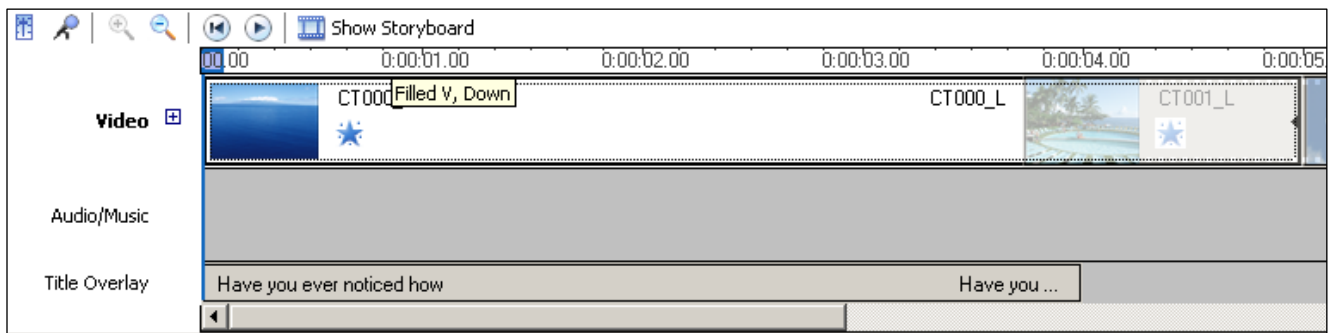 Show Storyboard
00.00 0:00:01.00 0:00:02.00 0:00:03.00 0:00:04.00 0:00:05
Video CT000_ Filled V, Down CT000_L CT001_L
Audio/Music
Title Overlay Have you ever noticed how Have you ...